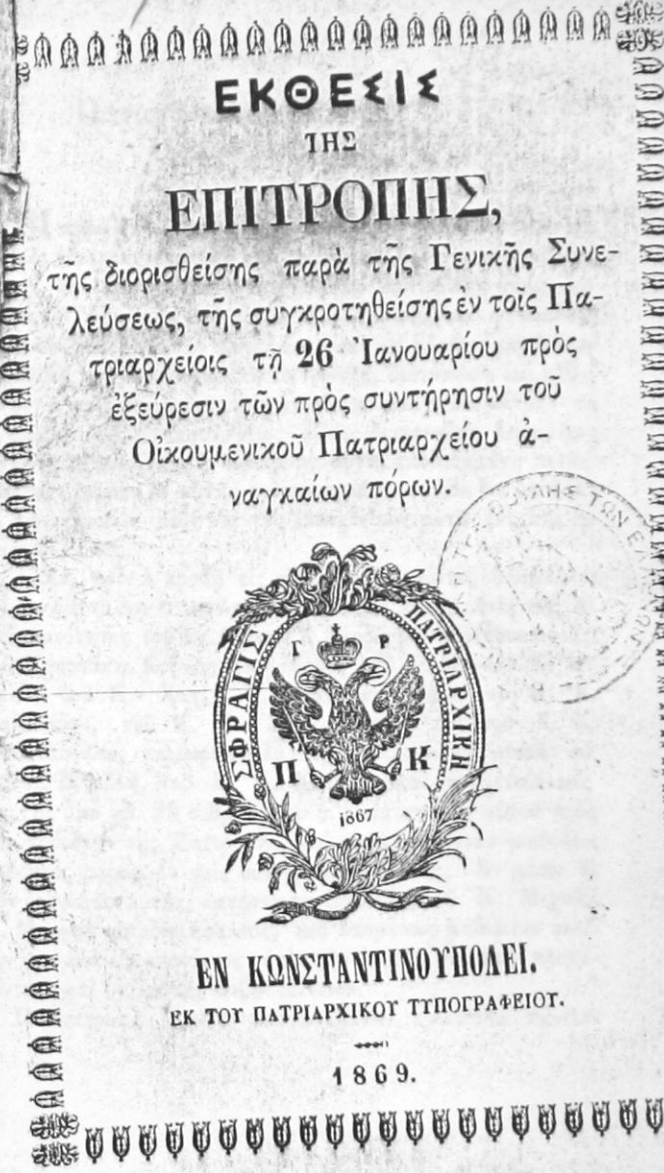 ΕΚΘΕΣΙΣ
ΤΗΣ
ΕΠΙΤΡΟΠΗΣ,
τῆς διορισθείσης παρὰ τῆς Γενικῆς Συνε-
λεύσεως, τῆς συγκροτηθείσης ἐν τοῖς Πα-
τριαρχείοις τῇ 26 Ἰανουαρίου πρὸς
ἐξεύρεσιν τῶν πρὸς συντήρησιν τοῦ
Οἰκουμενικοῦ Πατριαρχείου ἀ-
ναγκαίων πόρων.
ΤΩΝ
ΣΦΡΑΓΙΣ ΠΑΤΡΙΑΡΧΙΚΗ
Γ Ρ
Π Κ
1867
ΕΝ ΚΩΝΣΤΑΝΤΙΝΟΥΠΟΛΕΙ.
ΕΚ ΤΟΥ ΠΑΤΡΙΑΡΧΙΚΟΥ ΤΥΠΟΓΡΑΦΕΙΟΥ.
1869.